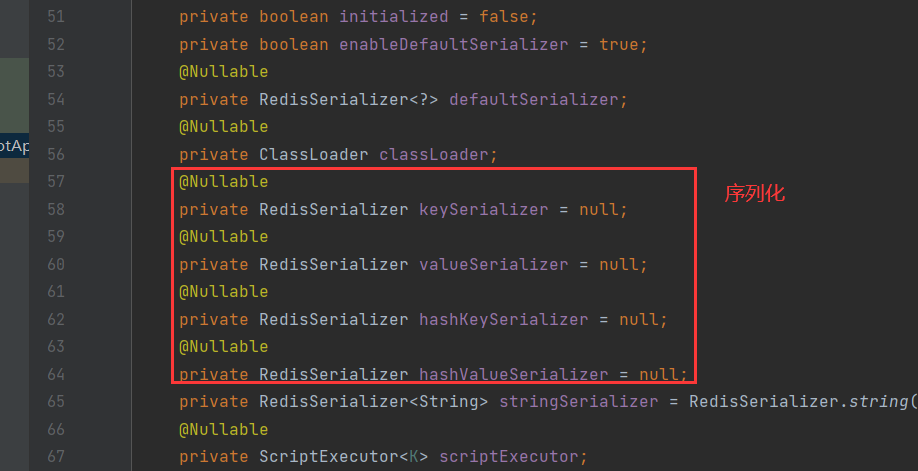 51 private boolean initialized = false;
52 private boolean enableDefaultSerializer = true;
53 @Nullable
54 private RedisSerializer<?> defaultSerializer;
55 @Nullable
otAp
56 private ClassLoader classLoader;
57 @Nullable
序列化
58 private RedisSerializer keySerializer = null;
59 @Nullable
60 private RedisSerializer valueSerializer = null;
61 @Nullable
62 private RedisSerializer hashKeySerializer = null;
63 @Nullable
64 private RedisSerializer hashValueSerializer = null;
65 private RedisSerializer<String> stringSerializer = RedisSerializer.string(
66 @Nullable
67 private ScriptExecutor<K> scriptExecutor;